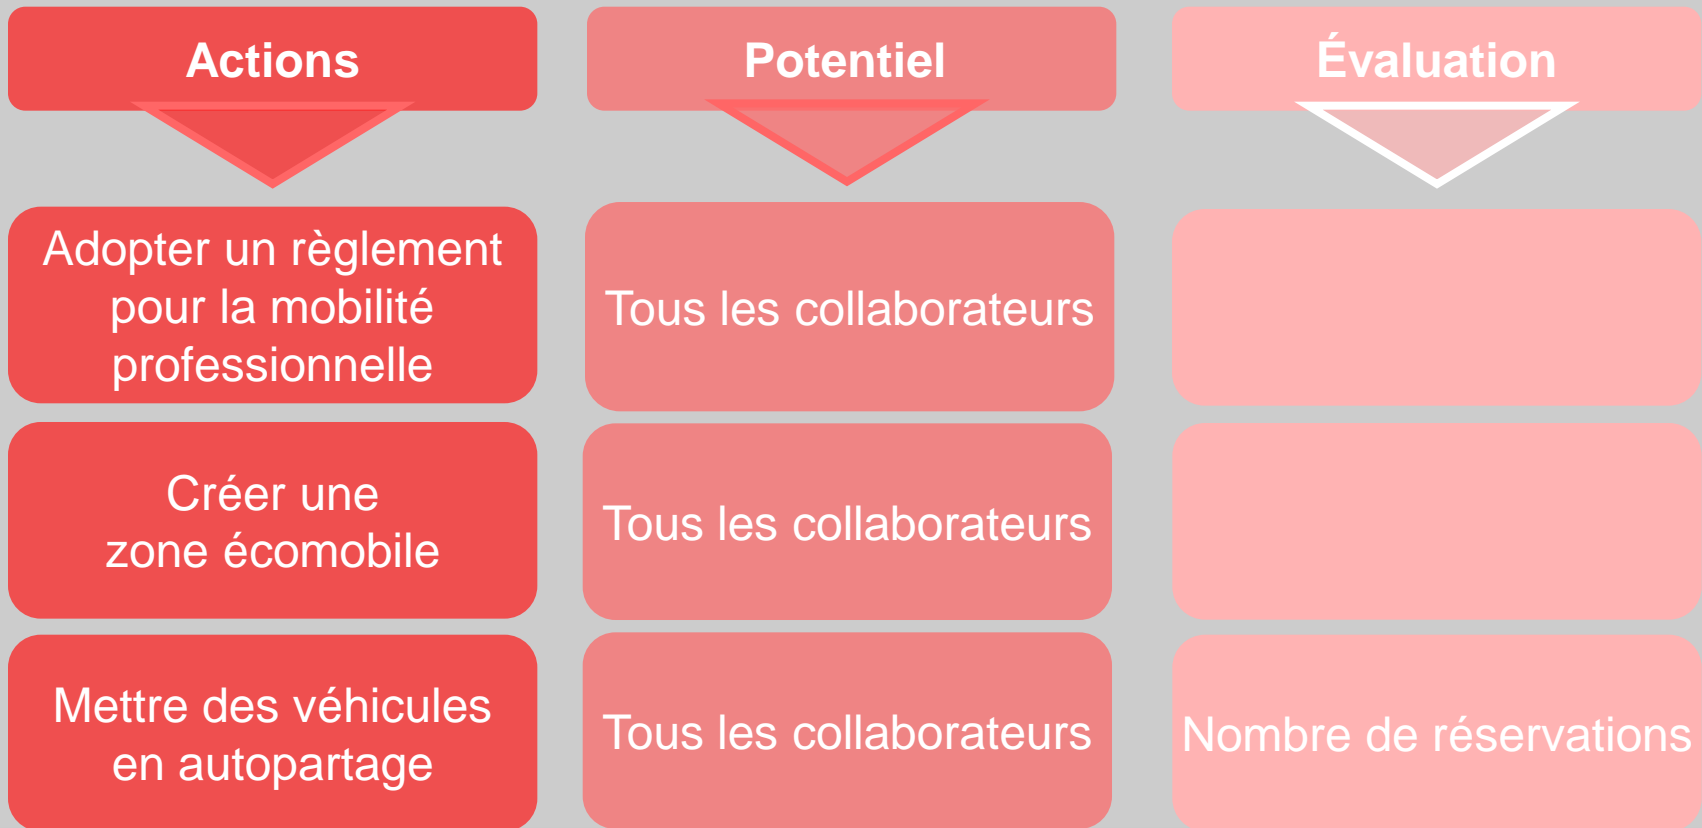 Actions
Potentiel
Évaluation
Adopter un règlement
pour la mobilité
professionnelle
Tous les collaborateurs
Créer une
zone écomobile
Tous les collaborateurs
Mettre des véhicules
en autopartage
Tous les collaborateurs
Nombre de réservations